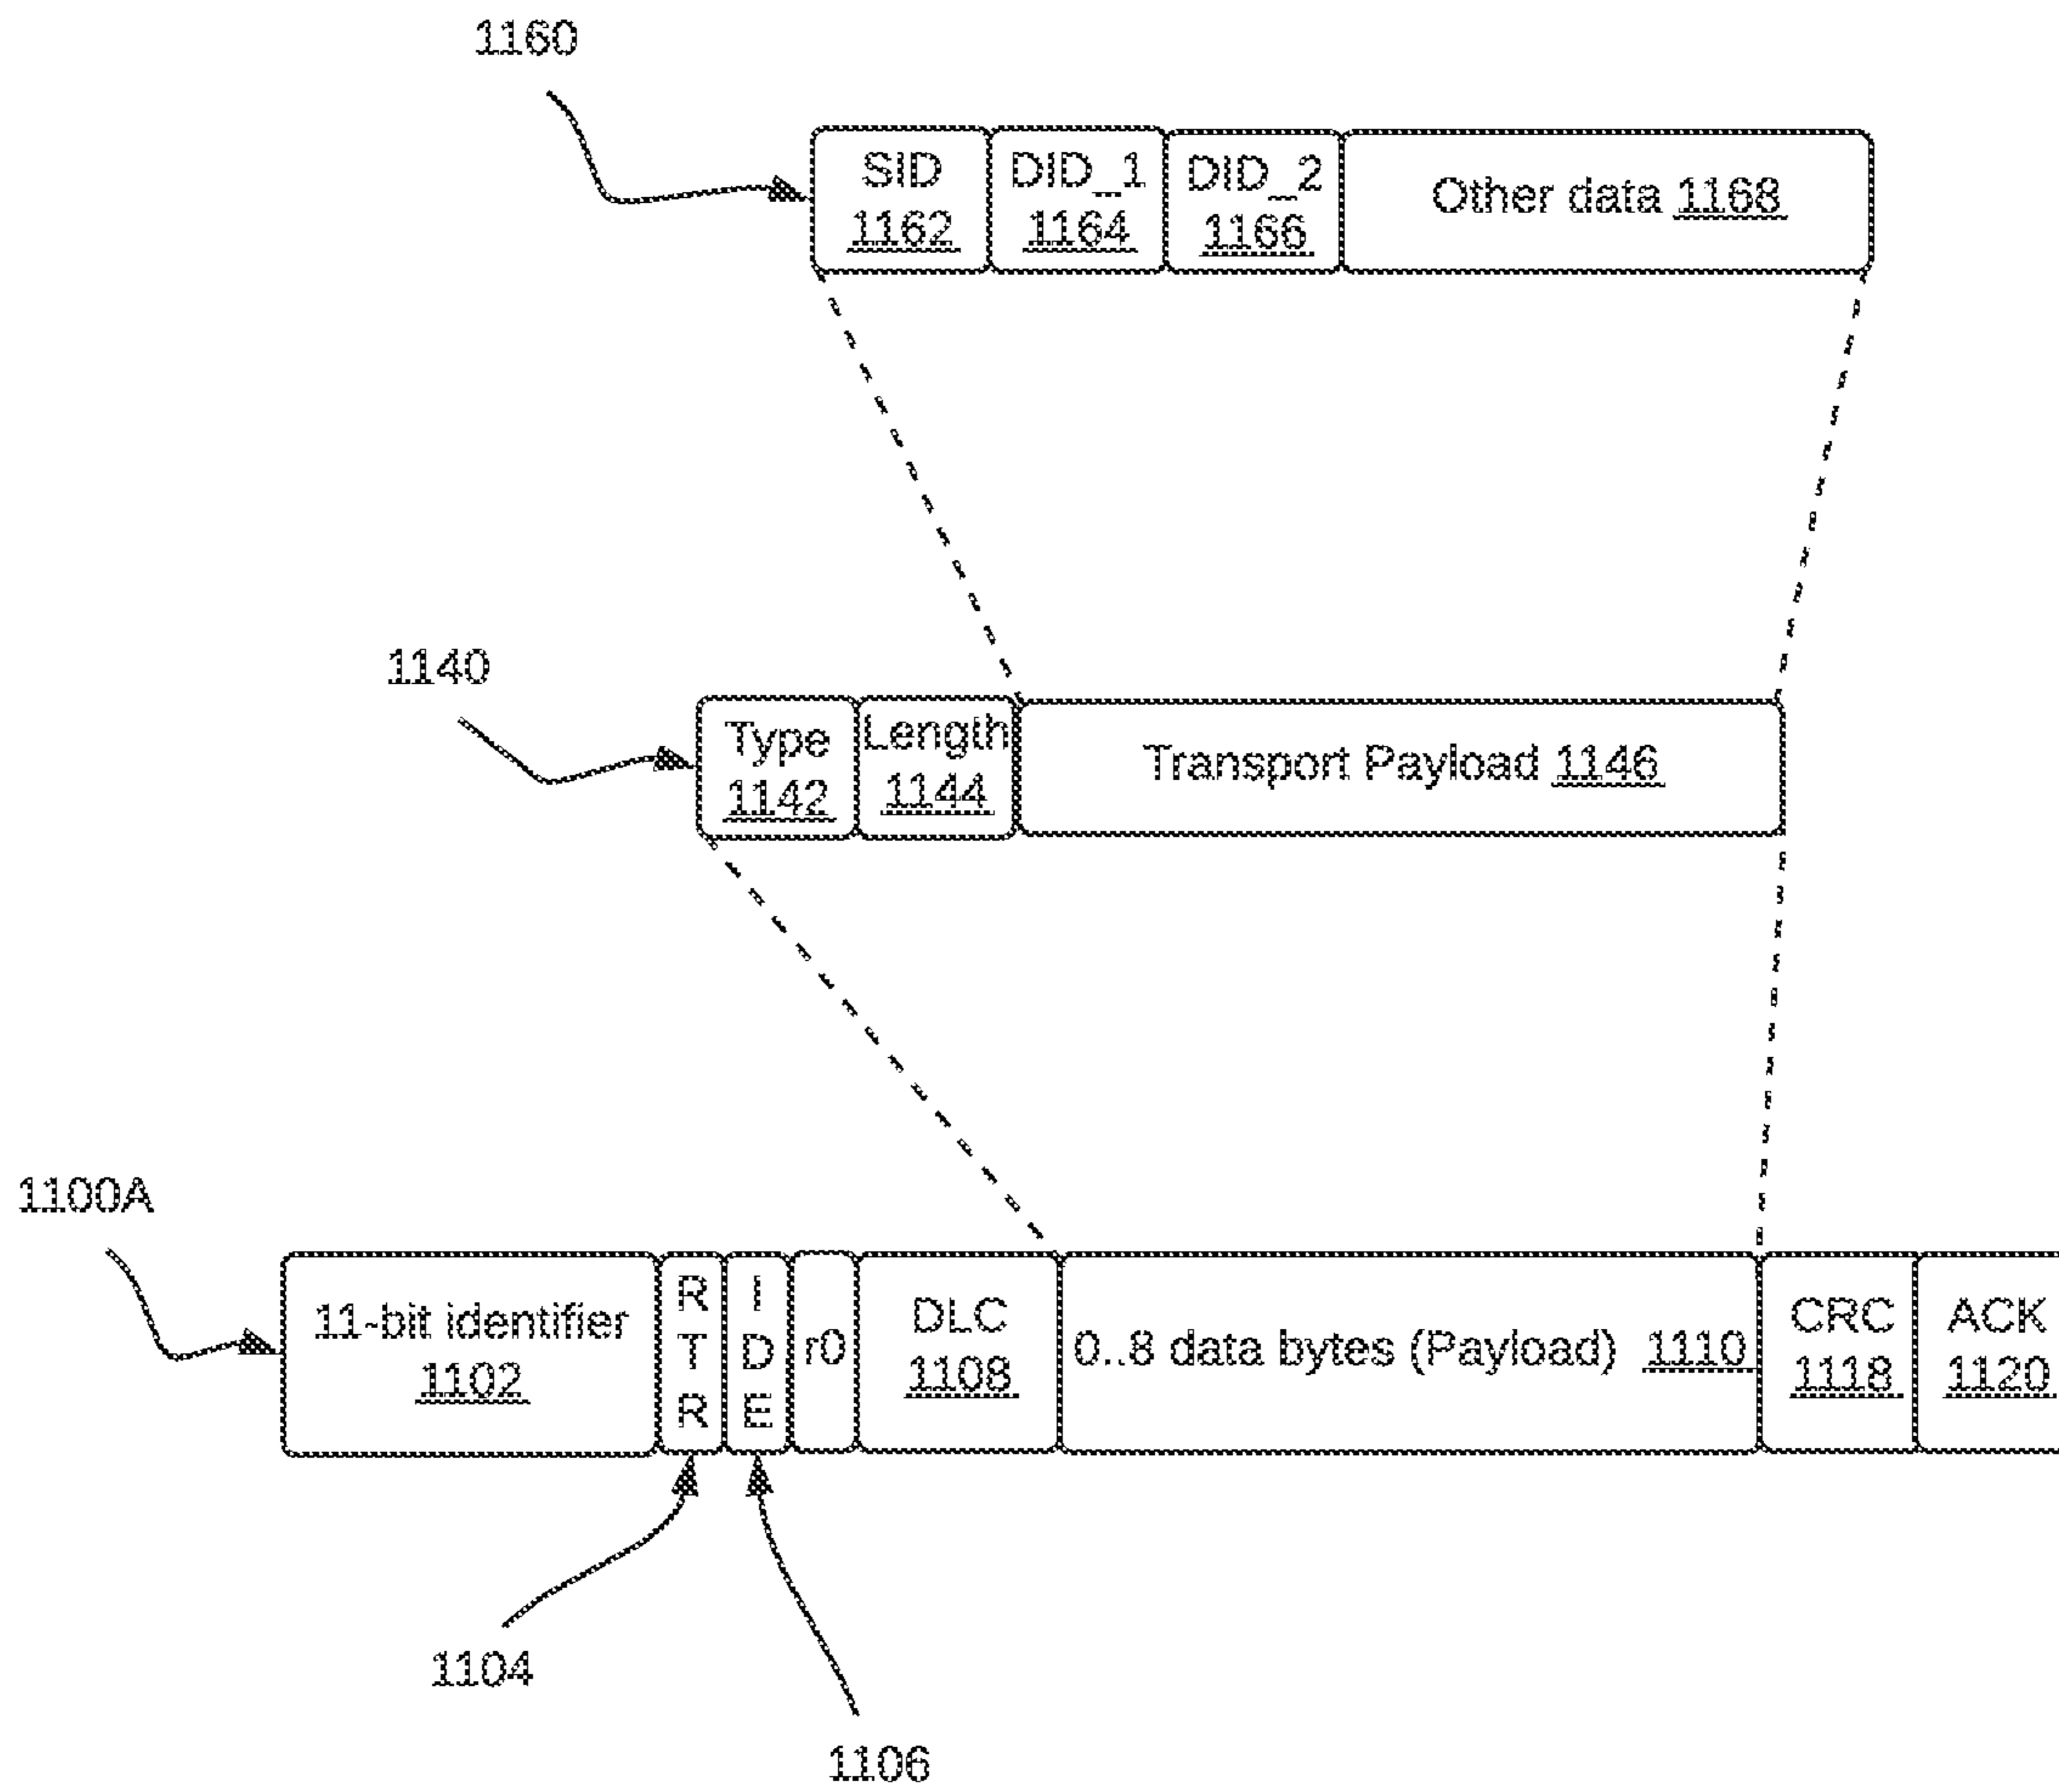 1160
SID
1162
DID_1
1164
DID_2
1166
Other data 1168
1140
Type
1142
Length
1144
Transport Payload 1146
1100A
11-bit identifier
1102
R
T
R
I
D
E
r0
DLC
1108
0..8 data bytes (Payload) 1110
CRC
1118
ACK
1120
1104
1106